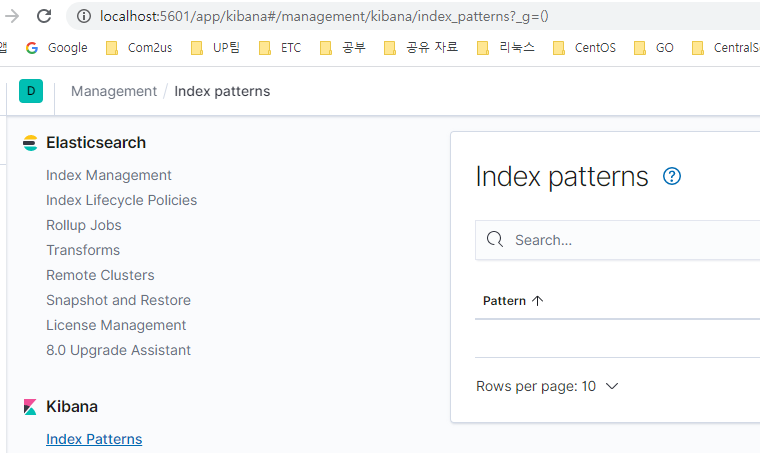 localhost:5601/app/kibana#/management/kibana/index_patterns?_g=()
앱 Google Com2us UP팀 ETC 공부 공유 자료 리눅스 CentOS GO CentralSe
D Management / Index patterns
Elasticsearch
Index Management
Index Lifecycle Policies
Rollup Jobs
Transforms
Remote Clusters
Snapshot and Restore
License Management
8.0 Upgrade Assistant
Kibana
Index Patterns
Index patterns ?
Search...
Pattern ↑
Rows per page: 10